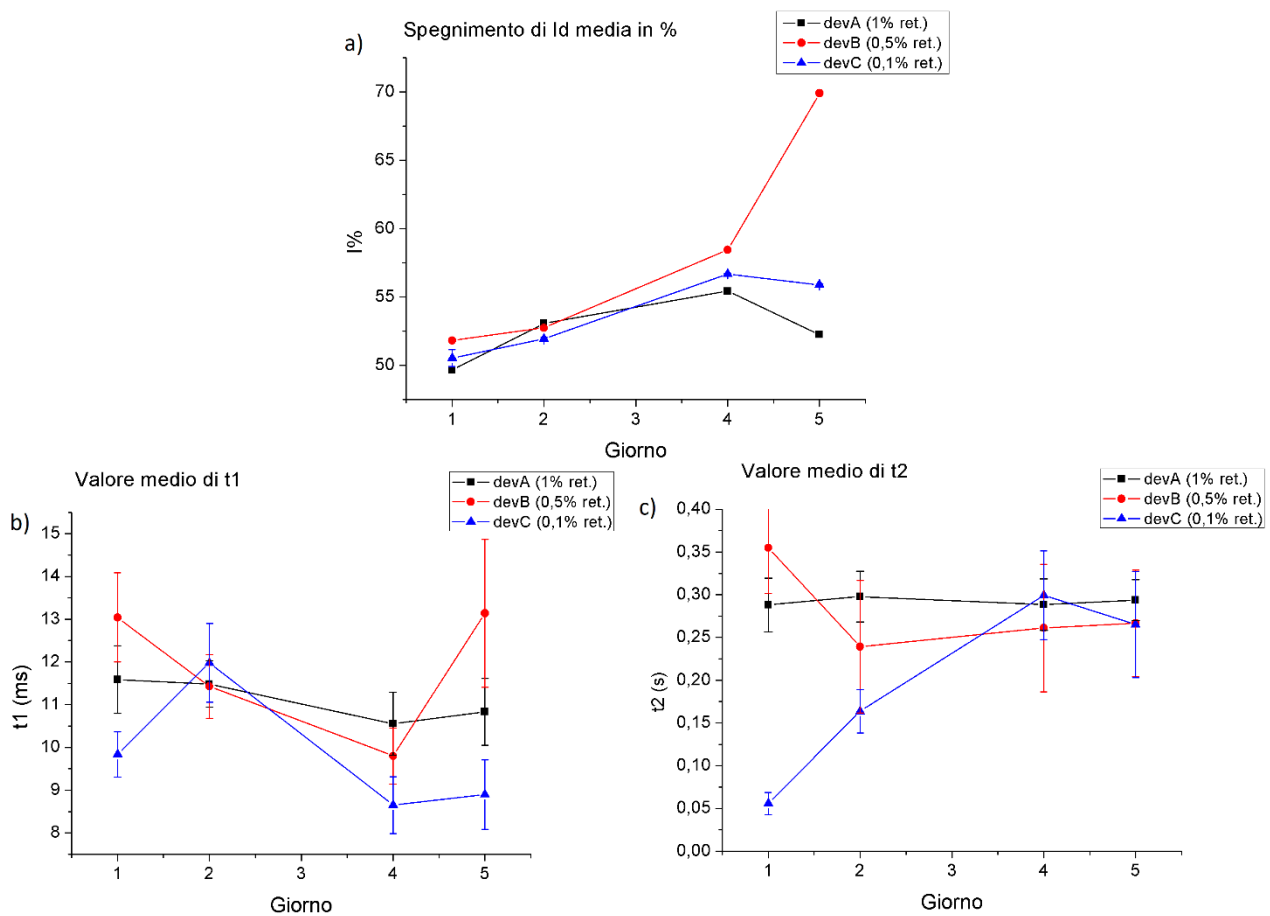 a)
Spegnimento di Id media in %
devA (1% ret.)
devB (0,5% ret.)
devC (0,1% ret.)
70
65
60
55
50
I%
1 2 3 4 5
Giorno
b)
Valore medio di t1
devA (1% ret.)
devB (0,5% ret.)
devC (0,1% ret.)
15
14
13
12
11
10
9
8
t1 (ms)
1 2 3 4 5
Giorno
c)
Valore medio di t2
devA (1% ret.)
devB (0,5% ret.)
devC (0,1% ret.)
0,40
0,35
0,30
0,25
0,20
0,15
0,10
0,05
0,00
t2 (s)
1 2 3 4 5
Giorno